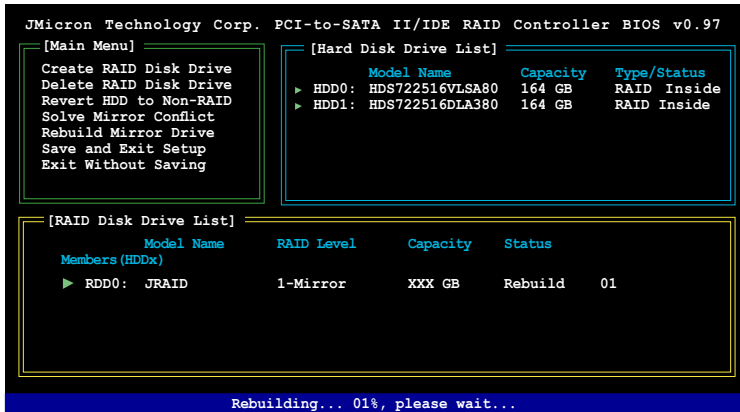 JMicron Technology Corp. PCI-to-SATA II/IDE RAID Controller BIOS v0.97
[Main Menu]
Create RAID Disk Drive
Delete RAID Disk Drive
Revert HDD to Non-RAID
Solve Mirror Conflict
Rebuild Mirror Drive
Save and Exit Setup
Exit Without Saving
[Hard Disk Drive List]
Model Name Capacity Type/Status
HDD0: HDS722516VLSA80 164 GB RAID Inside
HDD1: HDS722516DLA380 164 GB RAID Inside
[RAID Disk Drive List]
Model Name RAID Level Capacity Status
Members(HDDx)
RDD0: JRAID 1-Mirror XXX GB Rebuild 01
Rebuilding... 01%, please wait...